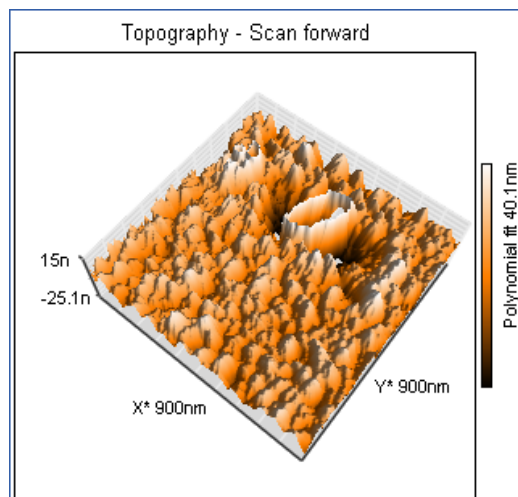 Topography - Scan forward
15n
-25.1n
X* 900nm
Y* 900nm
Polynomial fit 40.1nm